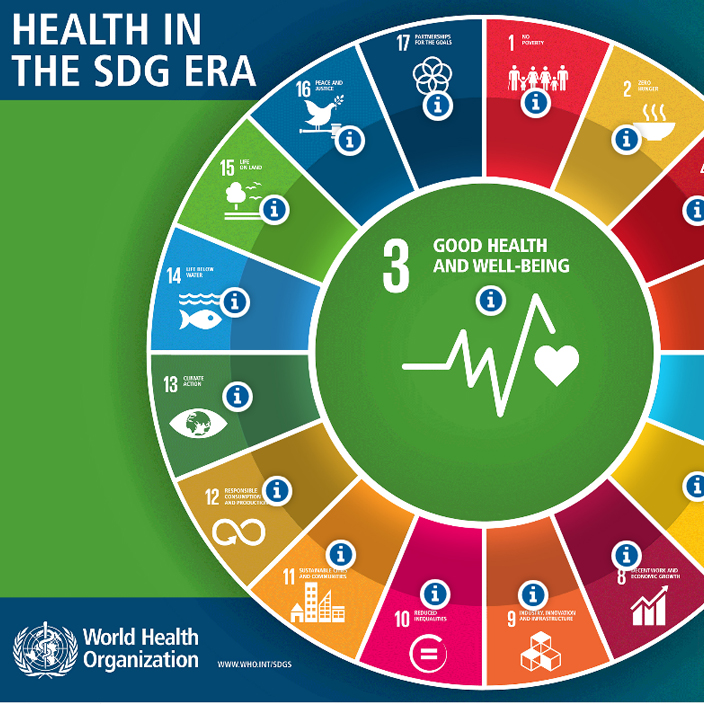 HEALTH IN
THE SDG ERA
17 PARTNERSHIPS
FOR THE GOALS
1 NO
POVERTY
2 ZERO
HUNGER
16 PEACE AND
JUSTICE
15 LIFE
ON LAND
14 LIFE BELOW
WATER
13 CLIMATE
ACTION
12 RESPONSIBLE
CONSUMPTION
AND PRODUCTION
11 SUSTAINABLE CITIES
AND COMMUNITIES
10 REDUCED
INEQUALITIES
9 INDUSTRY, INNOVATION
AND INFRASTRUCTURE
8 DECENT WORK AND
ECONOMIC GROWTH
3 GOOD HEALTH
AND WELL-BEING
World Health
Organization
WWW.WHO.INT/SDGS